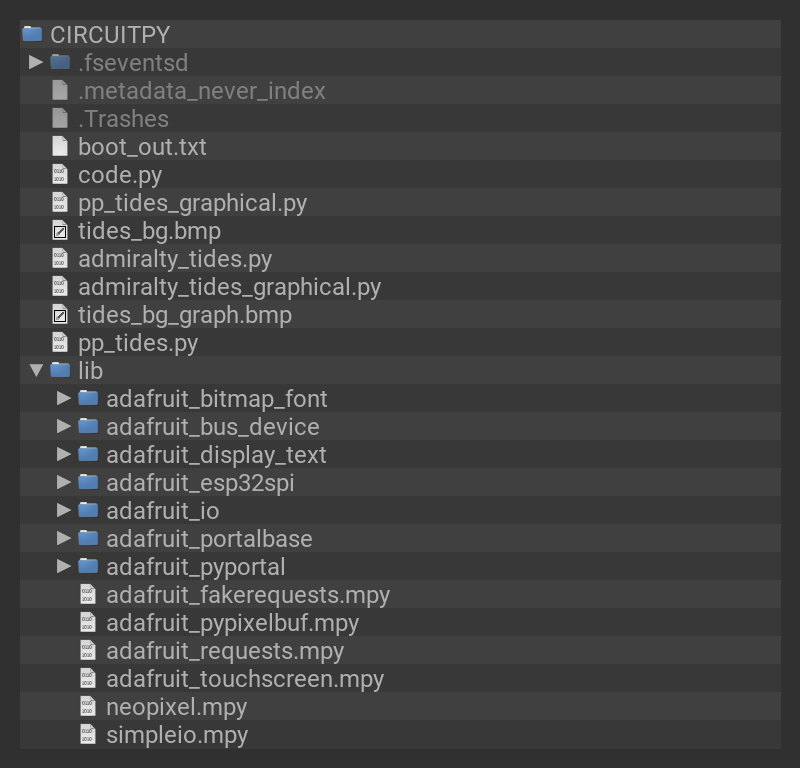 CIRCUITPY
.fseventsd
.metadata_never_index
.Trashes
boot_out.txt
code.py
pp_tides_graphical.py
tides_bg.bmp
admiralty_tides.py
admiralty_tides_graphical.py
tides_bg_graph.bmp
pp_tides.py
lib
adafruit_bitmap_font
adafruit_bus_device
adafruit_display_text
adafruit_esp32spi
adafruit_io
adafruit_portalbase
adafruit_pyportal
adafruit_fakerequests.mpy
adafruit_pypixelbuf.mpy
adafruit_requests.mpy
adafruit_touchscreen.mpy
neopixel.mpy
simpleio.mpy